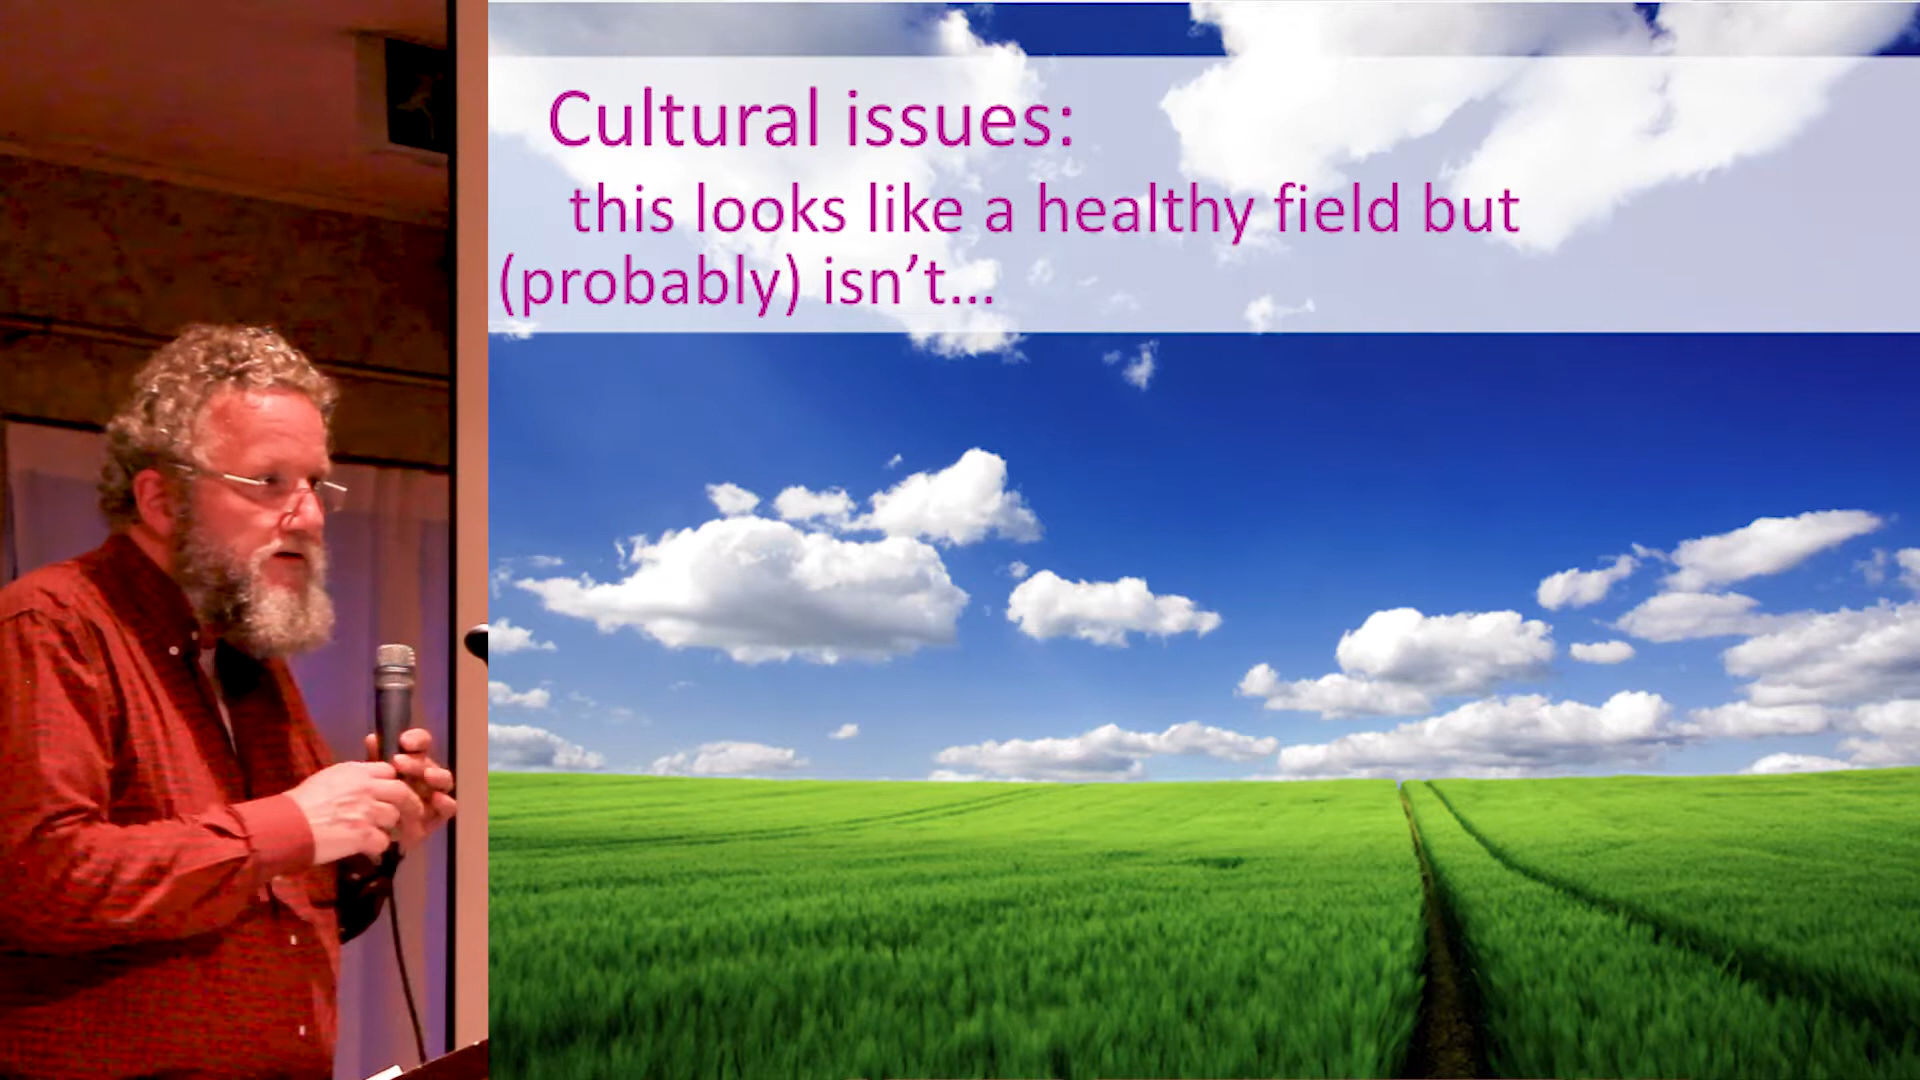 Cultural issues:
this looks like a healthy field but
(probably) isn’t...